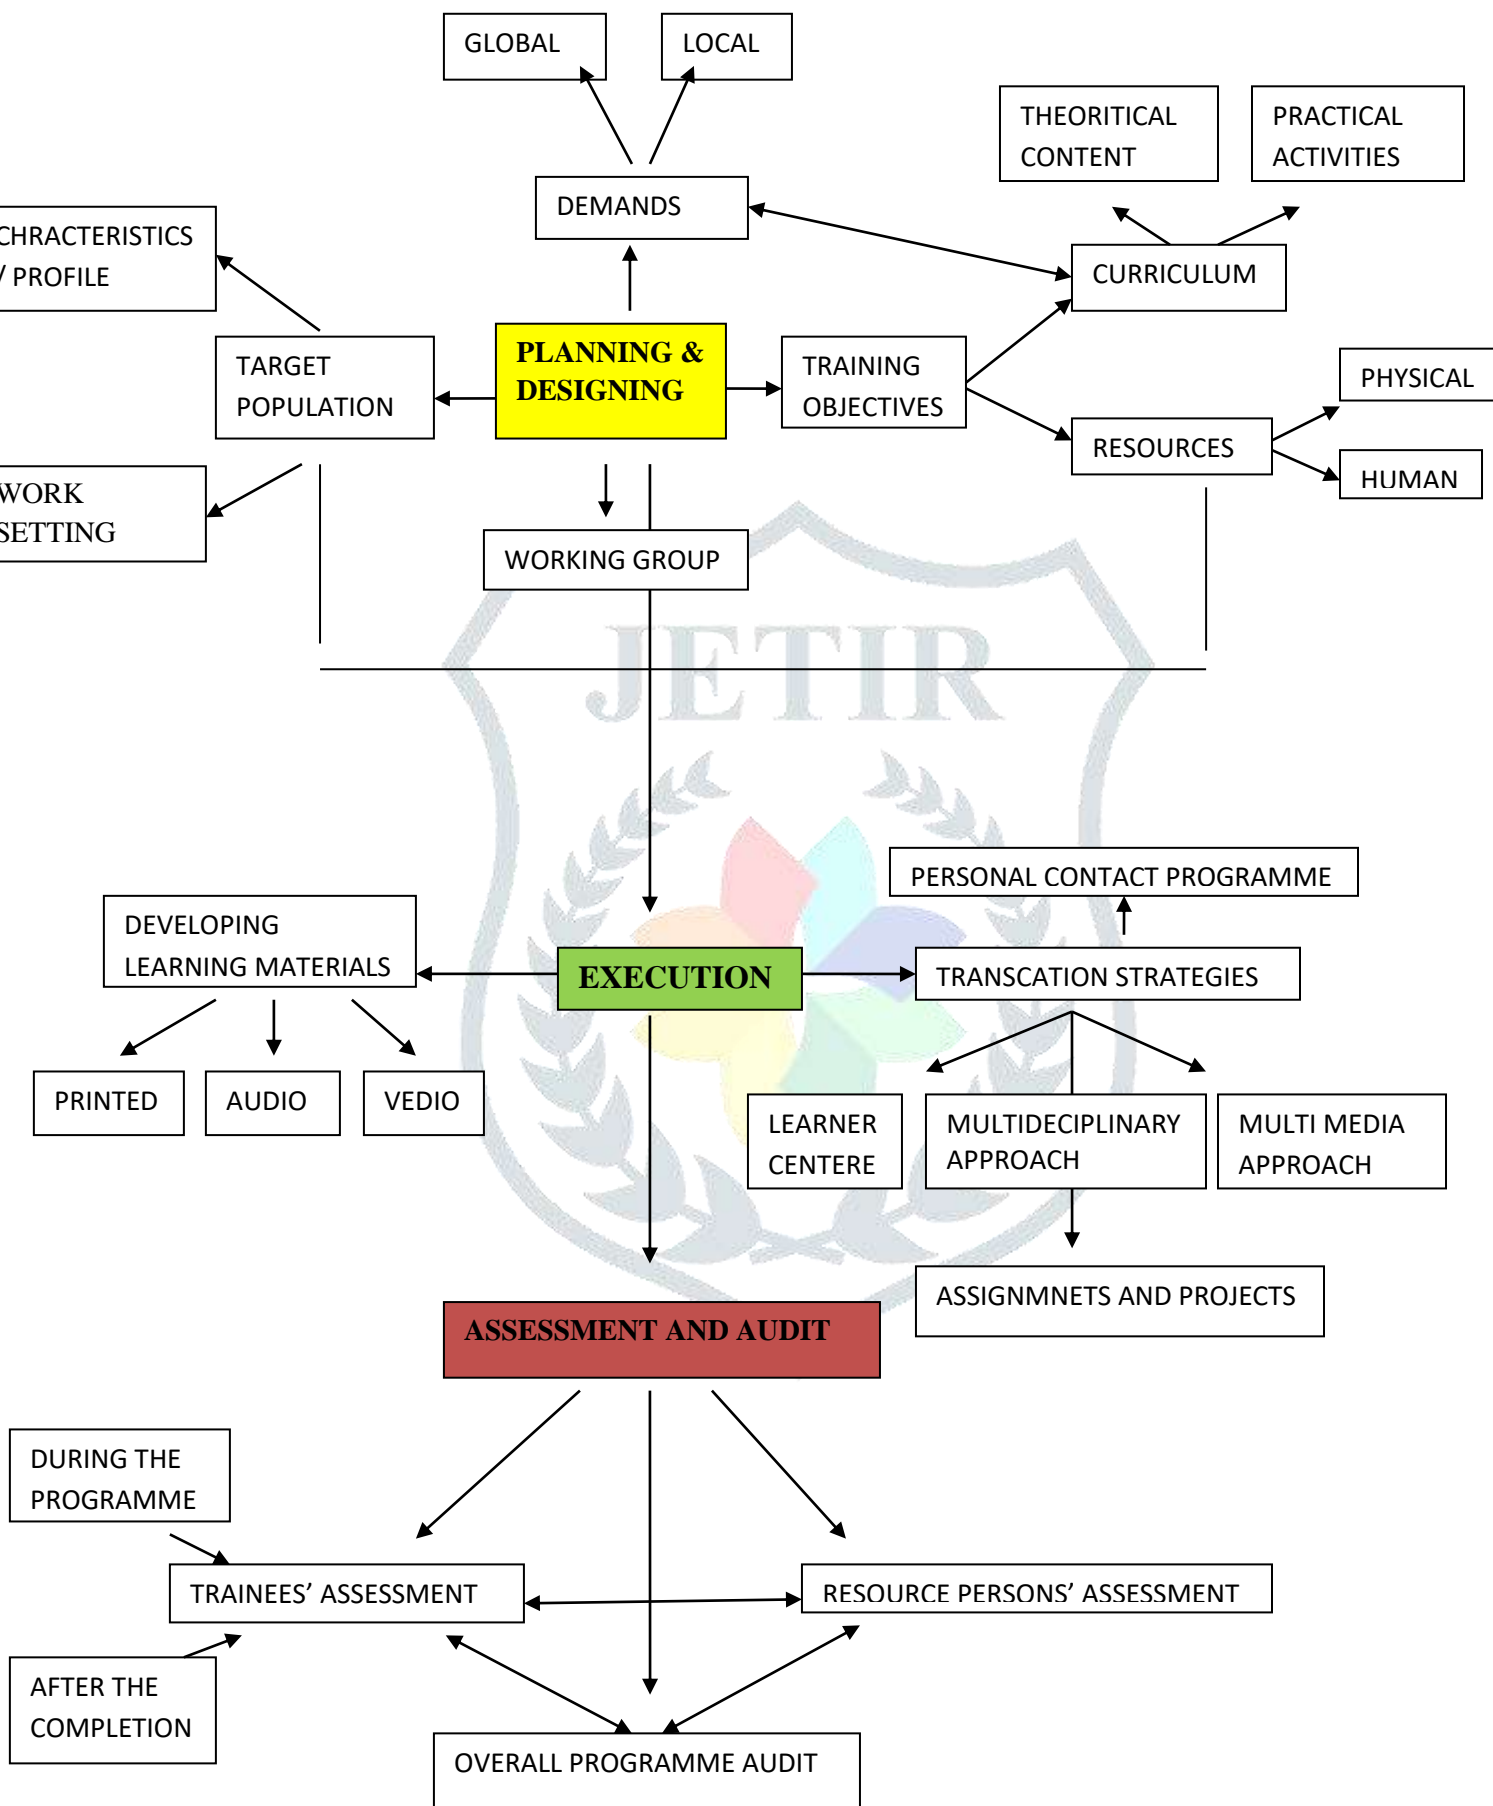 GLOBAL
LOCAL
THEORITICAL
CONTENT
PRACTICAL
ACTIVITIES
DEMANDS
CHRACTERISTICS
/ PROFILE
CURRICULUM
PLANNING &
DESIGNING
TARGET
POPULATION
TRAINING
OBJECTIVES
PHYSICAL
RESOURCES
HUMAN
WORK
SETTING
WORKING GROUP
JETIR
PERSONAL CONTACT PROGRAMME
DEVELOPING
LEARNING MATERIALS
EXECUTION
TRANSCATION STRATEGIES
PRINTED
AUDIO
VEDIO
LEARNER
CENTERE
MULTIDECIPLINARY
APPROACH
MULTI MEDIA
APPROACH
ASSIGNMNETS AND PROJECTS
ASSESSMENT AND AUDIT
DURING THE
PROGRAMME
TRAINEES’ ASSESSMENT
RESOURCE PERSONS’ ASSESSMENT
AFTER THE
COMPLETION
OVERALL PROGRAMME AUDIT